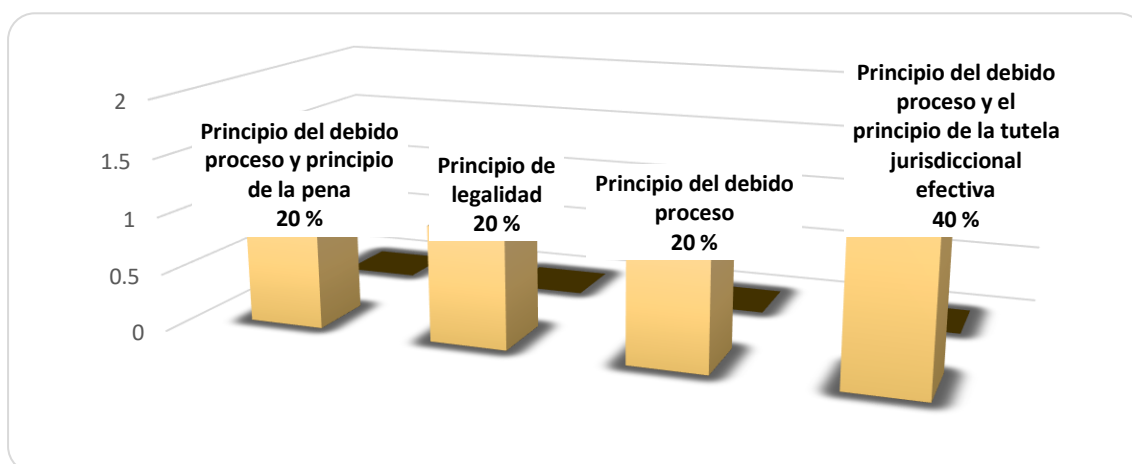 2
1.5
1
0.5
0
Principio del debido
proceso y principio
de la pena
20 %
Principio de
legalidad
20 %
Principio del debido
proceso
20 %
Principio del debido
proceso y el
principio de la tutela
jurisdiccional
efectiva
40 %